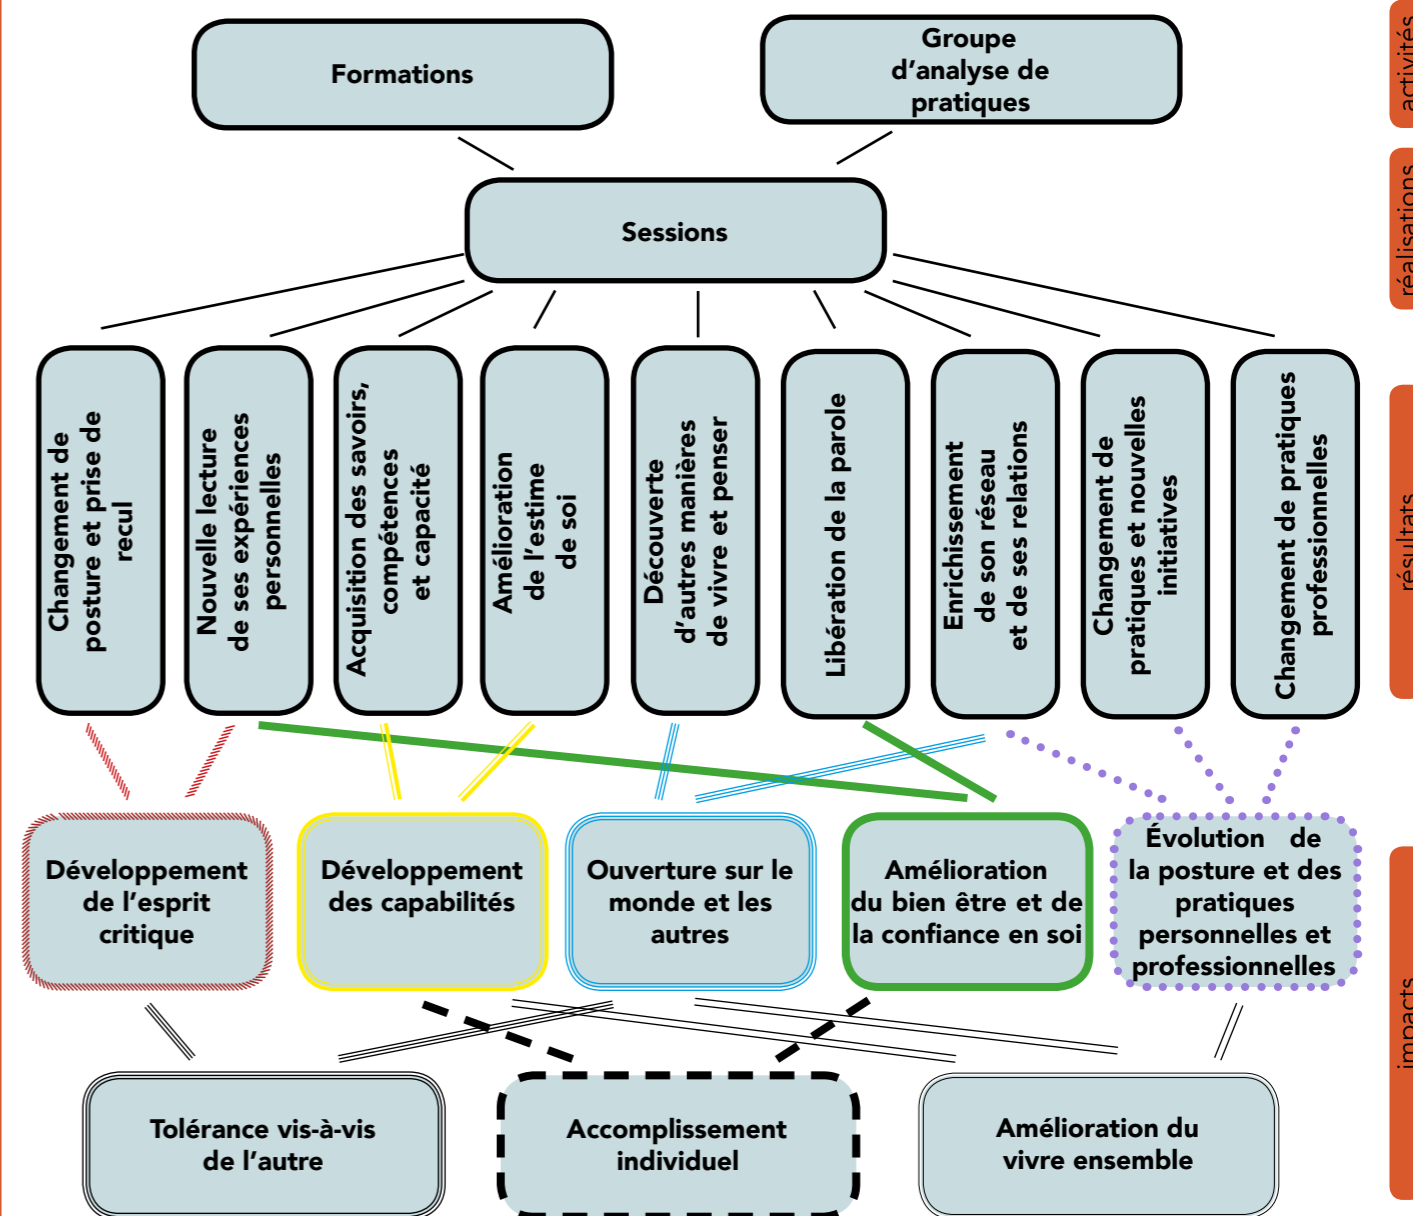 Formations
Groupe
d'analyse de
pratiques
activités
Sessions
réalisations
Changement de
posture et prise de
recul
Nouvelle lecture
de ses expériences
personnelles
Acquisition des savoirs,
compétences
et capacité
Amélioration
de l'estime
de soi
Découverte
d'autres manières
de vivre et penser
Libération de la parole
Enrichissement
de son réseau
et de ses relations
Changement de
pratiques et nouvelles
initiatives
Changement de pratiques
professionnelles
résultats
Développement
de l'esprit
critique
Développement
des capabilités
Ouverture sur le
monde et les
autres
Amélioration
du bien être et de
la confiance en soi
Évolution de
la posture et des
pratiques
personnelles et
professionnelles
impacts
Tolérance vis-à-vis
de l'autre
Accomplissement
individuel
Amélioration du
vivre ensemble